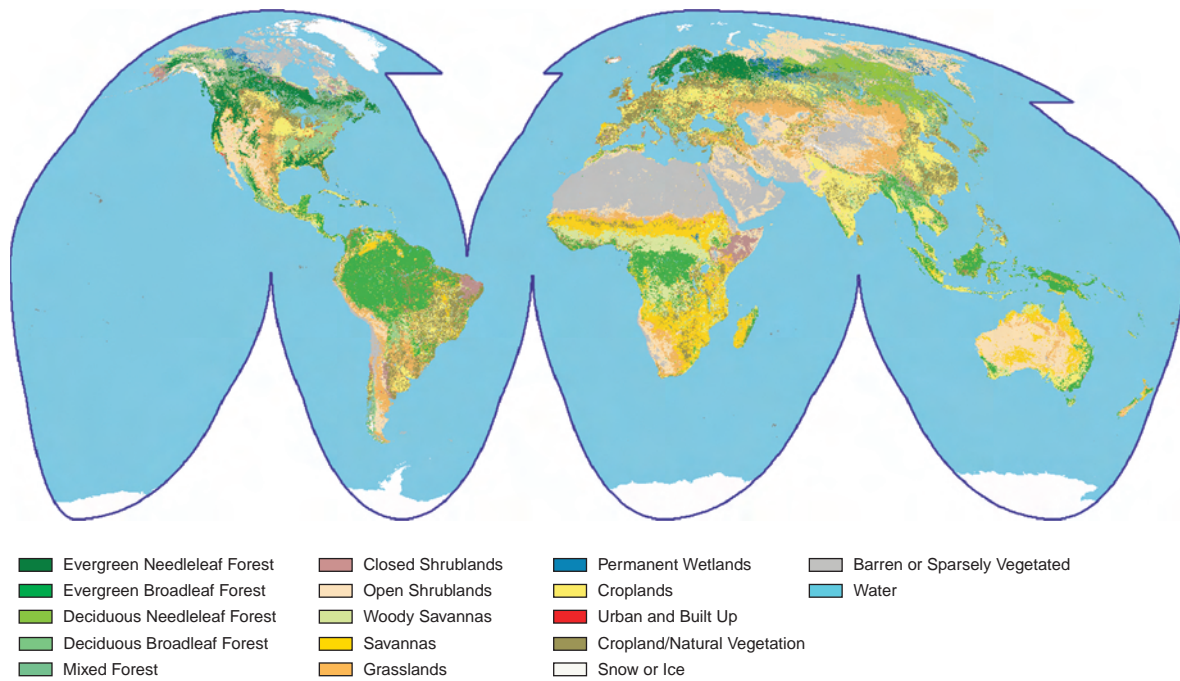 Evergreen Needleleaf Forest
Evergreen Broadleaf Forest
Deciduous Needleleaf Forest
Deciduous Broadleaf Forest
Mixed Forest
Closed Shrublands
Open Shrublands
Woody Savannas
Savannas
Grasslands
Permanent Wetlands
Croplands
Urban and Built Up
Cropland/Natural Vegetation
Snow or Ice
Barren or Sparsely Vegetated
Water